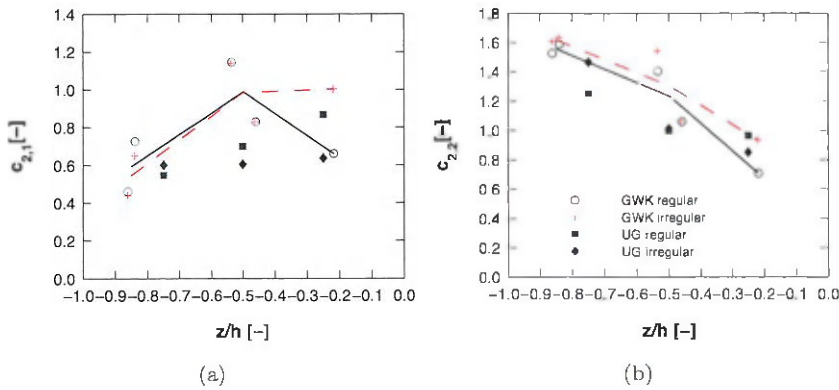 1.4
1.2
1.0
0.8
0.6
0.4
0.2
0.0
c2,1 [–]
−1.0−0.9−0.8−0.7−0.6−0.5−0.4−0.3−0.2−0.1 0.0
z/h [–]
(a)
1.8
1.6
1.4
1.2
1.0
0.8
0.6
0.4
0.2
0.0
c2,2 [–]
GWK regular
GWK irregular
UG regular
UG irregular
−1.0−0.9−0.8−0.7−0.6−0.5−0.4−0.3−0.2−0.1 0.0
z/h [–]
(b)